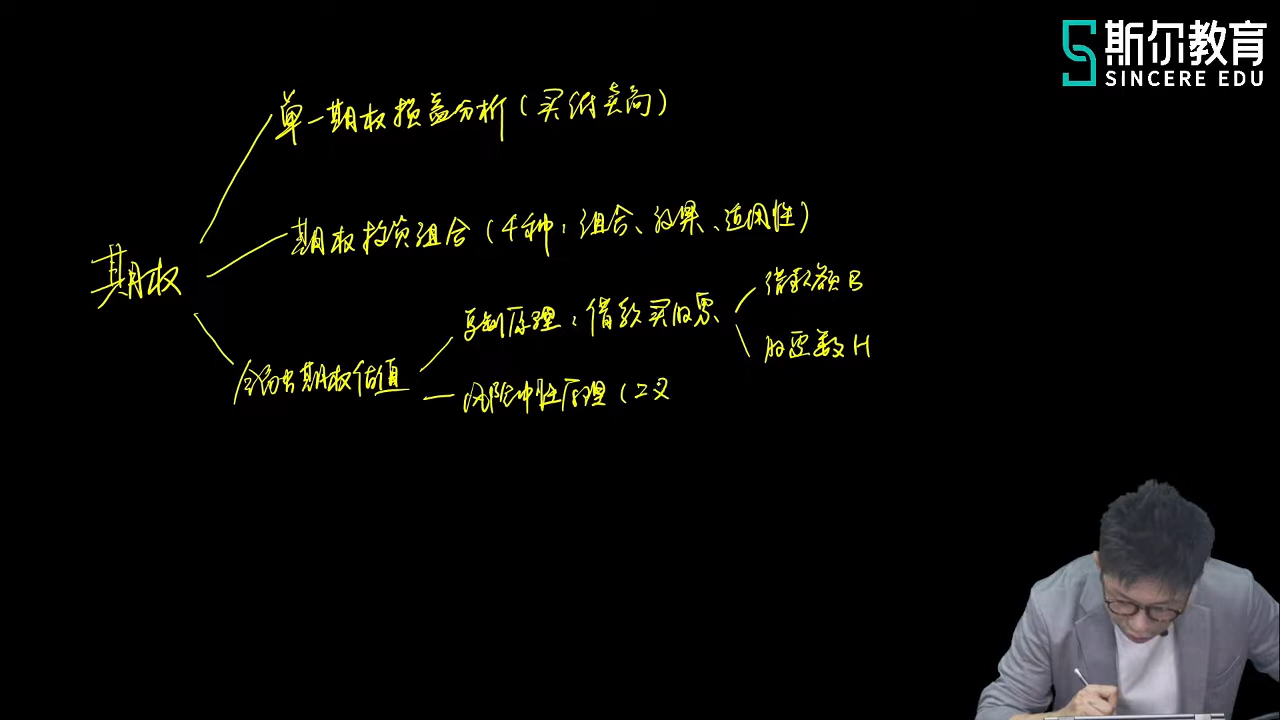 斯尔教育
SINCERE EDU
单一期权损益分析(买涨卖向)
期权投资组合(4种:组合、效果、适用性)
期权
复制原理:借款买股票
借款额B
股票数H
金融期权估值
风险中性原理(二叉